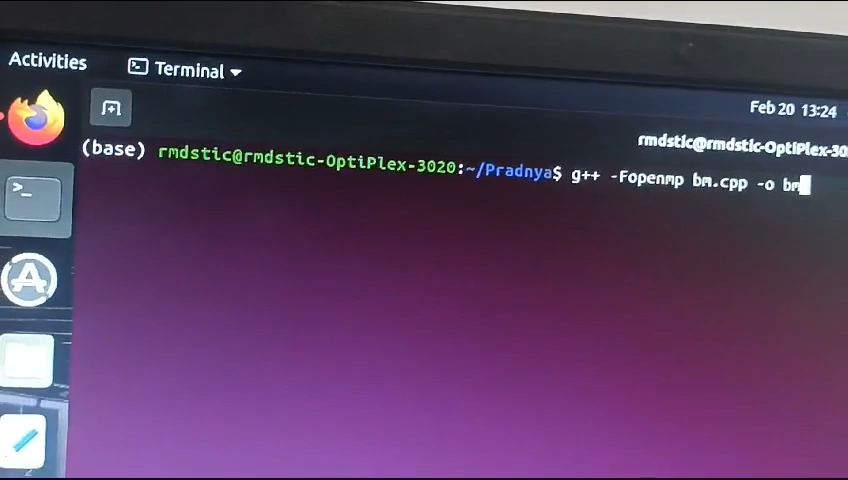 Activities
Terminal
Feb 20 13:24
rmdstic@rmdstic-OptiPlex-30
(base) rmdstic@rmdstic-OptiPlex-3020:~/Pradnya$ g++ -Fopenmp bm.cpp -o bm